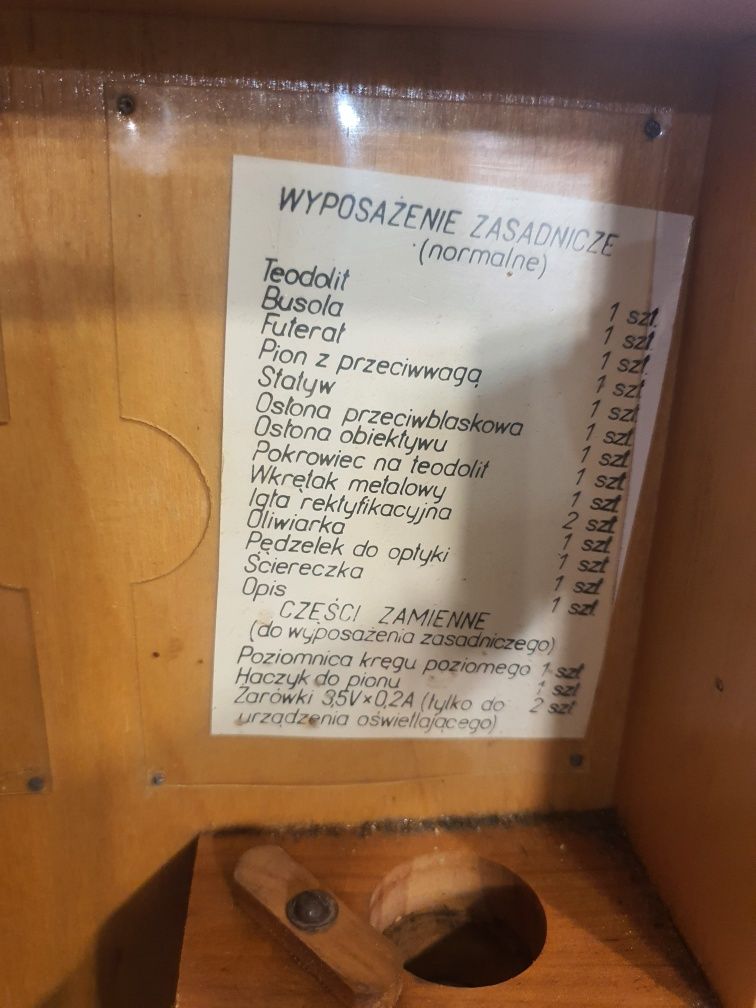 WYPOSAŻENIE ZASADNICZE
(normalne)
Teodolit 1 szt.
Busola 1 szt.
Futerał 1 szt.
Pion z przeciwwagą 1 szt.
Statyw 1 szt
Osłona przeciwblaskowa 1 szt
Osłona obiektywu 1 szt
Pokrowiec na teodolit 1 szt
Wkrętak metalowy 1 szt
Igła rektyfikacyjna 2 szt
Oliwiarka 1 szt
Pędzelek do optyki 1 szt
Ściereczka 1 szt
Opis 1 szt.
CZĘŚCI ZAMIENNE
(do wyposażenia zasadniczego)
Poziomnica kręgu poziomego 1 szt
Haczyk do pionu 1 szt
Żarówki 3,5V×0,2A (tylko do 2 szt
urządzenia oświetlającego)